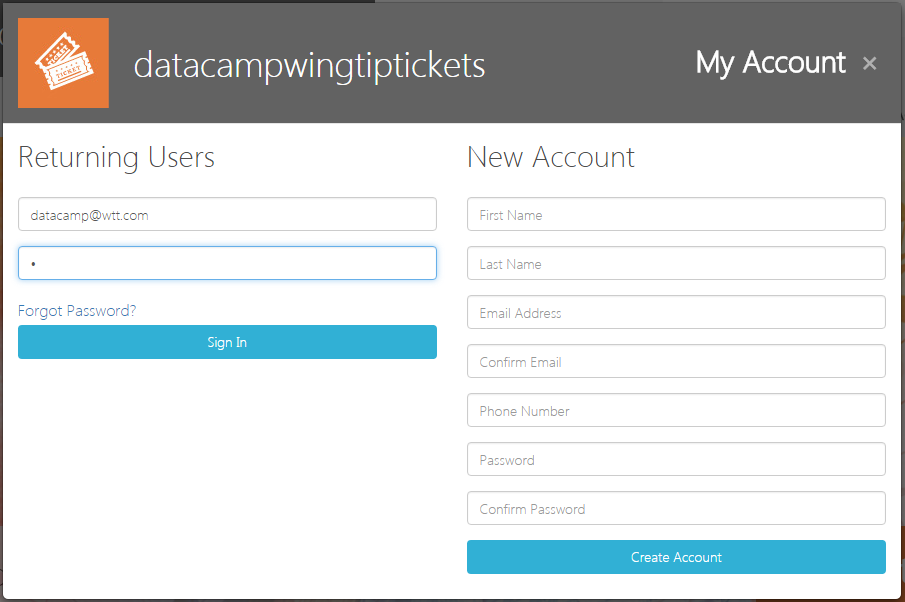 TICKET
datacampwingtiptickets
My Account ×
Returning Users
datacamp@wtt.com
•
Forgot Password?
Sign In
New Account
First Name
Last Name
Email Address
Confirm Email
Phone Number
Password
Confirm Password
Create Account